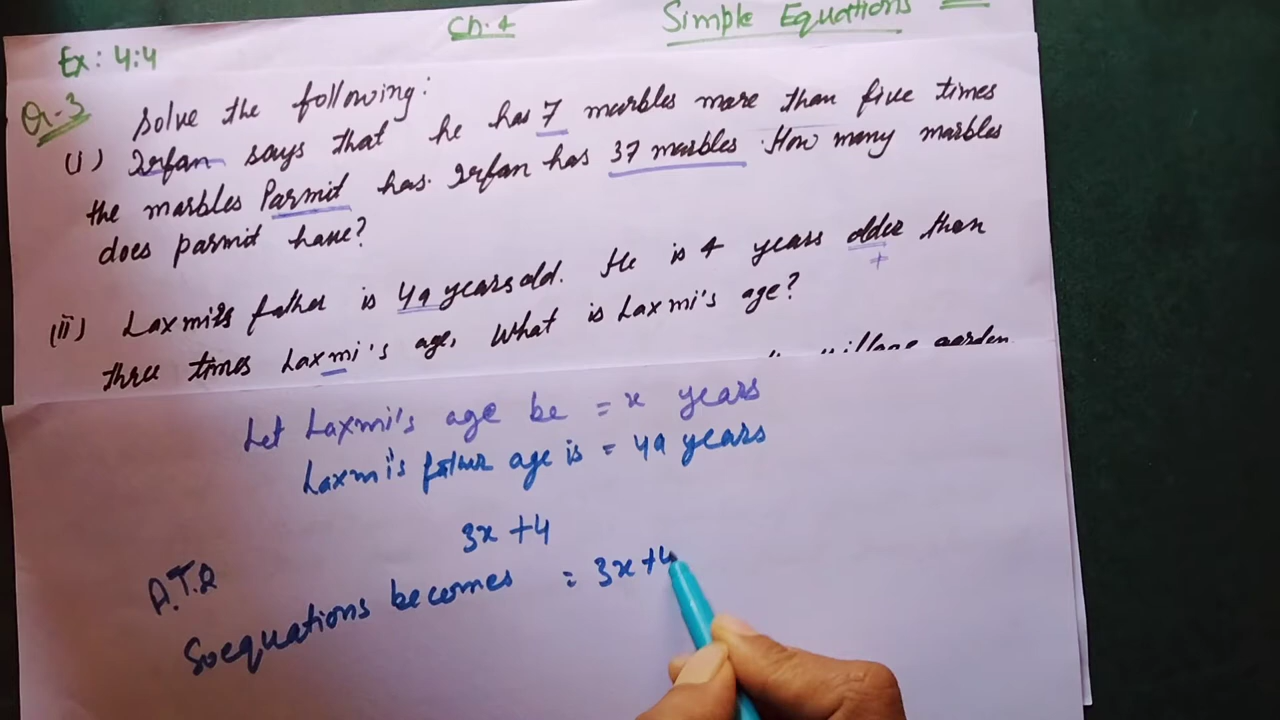 Ch.4 Simple Equations
Ex: 4:4
Q.3 Solve the following:
(i) Irfan says that he has 7 marbles more than five times
the marbles Parmit has. Irfan has 37 marbles. How many marbles
does parmit have?
(ii) Laxmi's father is 49 years old. He is 4 years older than
+
three times Laxmi's age. What is Laxmi's age?
village garden
Let Laxmi's age be = x years
Laxmi's father age is = 49 years
3x + 4
A.T.Q
So equations becomes = 3x+4